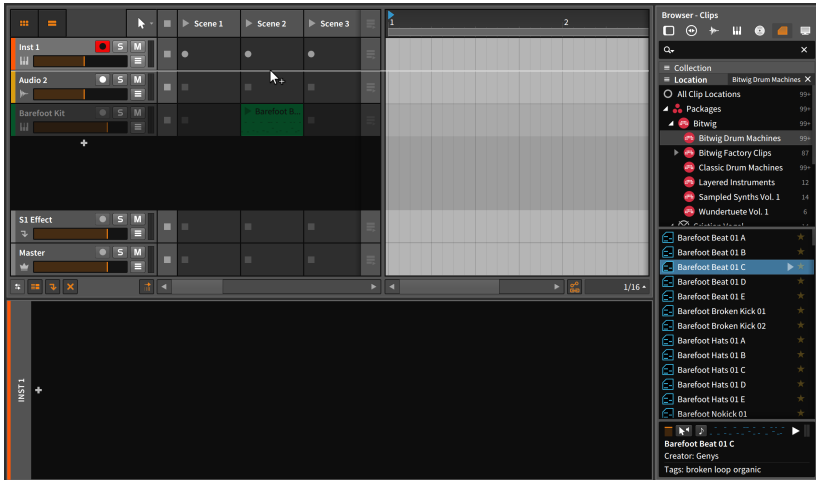 Scene 1
Scene 2
Scene 3
Inst 1
S
M
Audio 2
S
M
Barefoot Kit
S
M
Barefoot B...
S1 Effect
S
M
Master
S
M
1
2
1/16
INST 1
Browser - Clips
Collection
Location
Bitwig Drum Machines
All Clip Locations
99+
Packages
99+
Bitwig
99+
Bitwig Drum Machines
99+
Bitwig Factory Clips
87
Classic Drum Machines
99+
Layered Instruments
12
Sampled Synths Vol. 1
14
Wundertuete Vol. 1
6
Barefoot Beat 01 A
Barefoot Beat 01 B
Barefoot Beat 01 C
Barefoot Beat 01 D
Barefoot Beat 01 E
Barefoot Broken Kick 01
Barefoot Broken Kick 02
Barefoot Hats 01 A
Barefoot Hats 01 B
Barefoot Hats 01 C
Barefoot Hats 01 D
Barefoot Hats 01 E
Barefoot Nokick 01
Barefoot Beat 01 C
Creator: Genys
Tags: broken loop organic